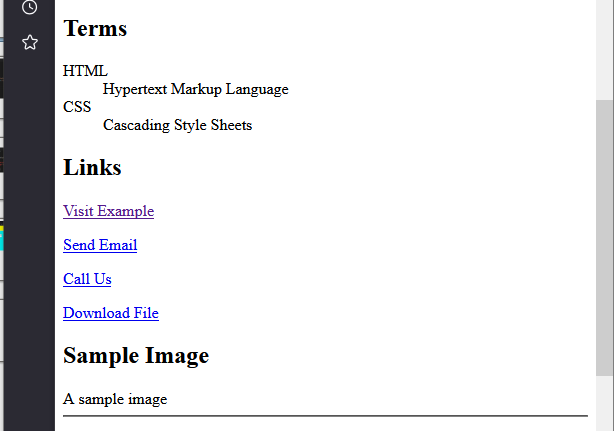 Terms
HTML
Hypertext Markup Language
CSS
Cascading Style Sheets
Links
Visit Example
Send Email
Call Us
Download File
Sample Image
A sample image